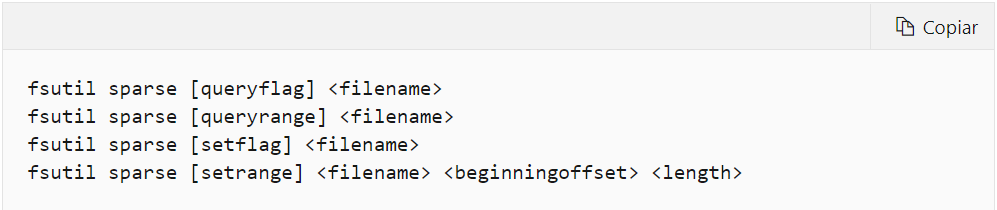 Copiar
fsutil sparse [queryflag] <filename>
fsutil sparse [queryrange] <filename>
fsutil sparse [setflag] <filename>
fsutil sparse [setrange] <filename> <beginningoffset> <length>